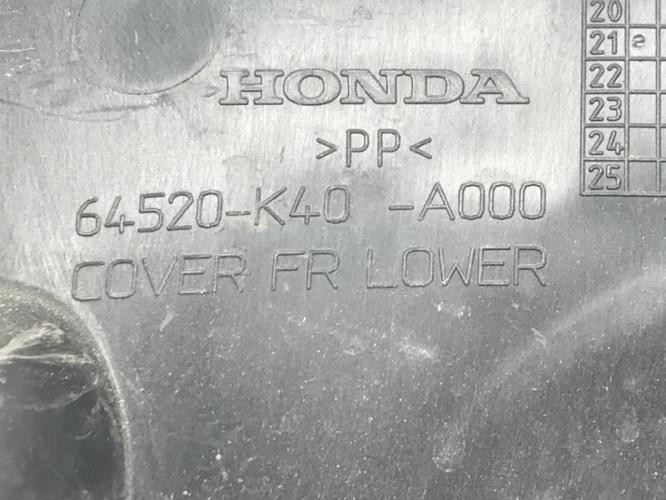 HONDA
>PP<
64520-K40 -A000
COVER FR LOWER
20
21 e
22
23
24
25